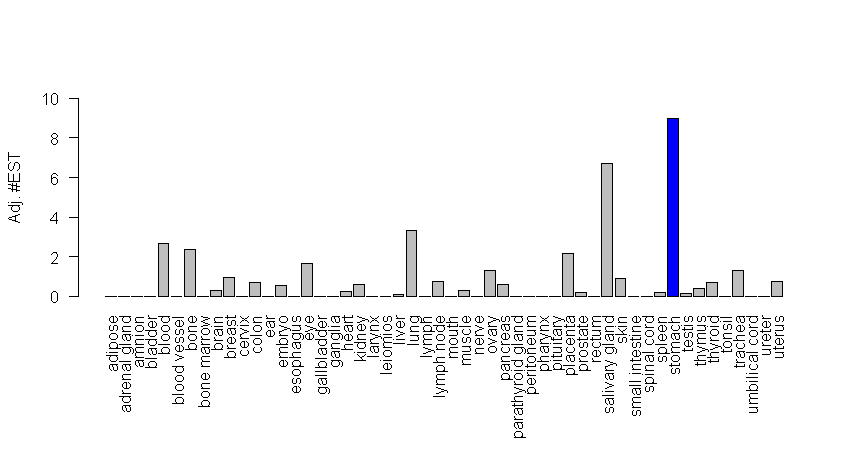 Adj. #EST
10
8
6
4
2
0
adipose
adrenal gland
amnion
bladder
blood
blood vessel
bone
bone marrow
brain
breast
cervix
colon
ear
embryo
esophagus
eye
gallbladder
ganglia
heart
kidney
larynx
leiomios
liver
lung
lymph
lymph node
mouth
muscle
nerve
ovary
pancreas
parathyroid gland
peritoneum
pharynx
pituitary
placenta
prostate
rectum
salivary gland
skin
small intestine
spinal cord
spleen
stomach
testis
thymus
thyroid
tonsil
trachea
umbilical cord
ureter
uterus